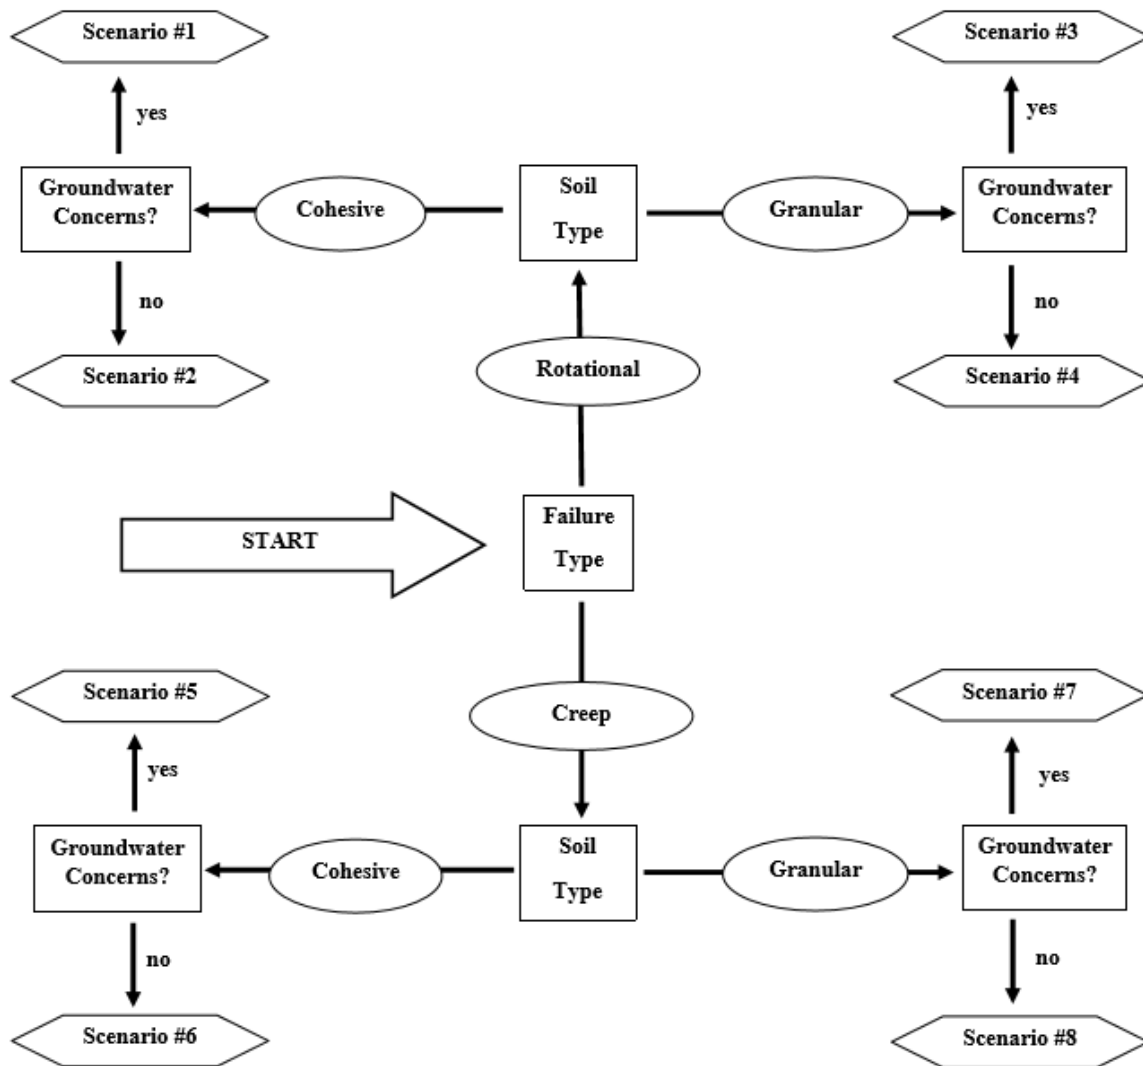 Scenario #1
Scenario #3
yes
yes
Groundwater
Concerns?
Cohesive
Soil
Type
Granular
Groundwater
Concerns?
no
no
Scenario #2
Rotational
Scenario #4
START
Failure
Type
Scenario #5
Creep
Scenario #7
yes
yes
Groundwater
Concerns?
Cohesive
Soil
Type
Granular
Groundwater
Concerns?
no
no
Scenario #6
Scenario #8